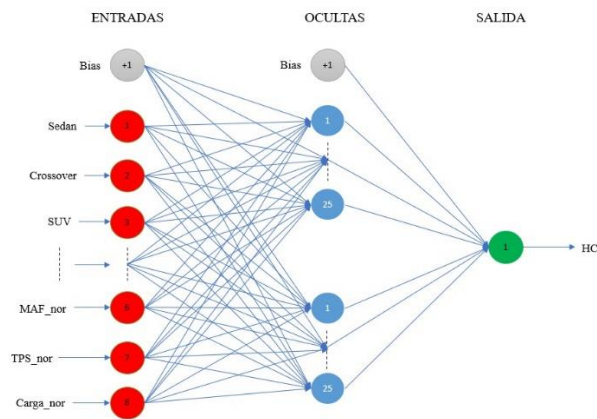 ENTRADAS OCULTAS SALIDA
Bias +1 Bias +1
Sedan 1 1
Crossover 2
SUV 3 25
1 HC
MAF_nor 6 1
TPS_nor 7
Carga_nor 8 25